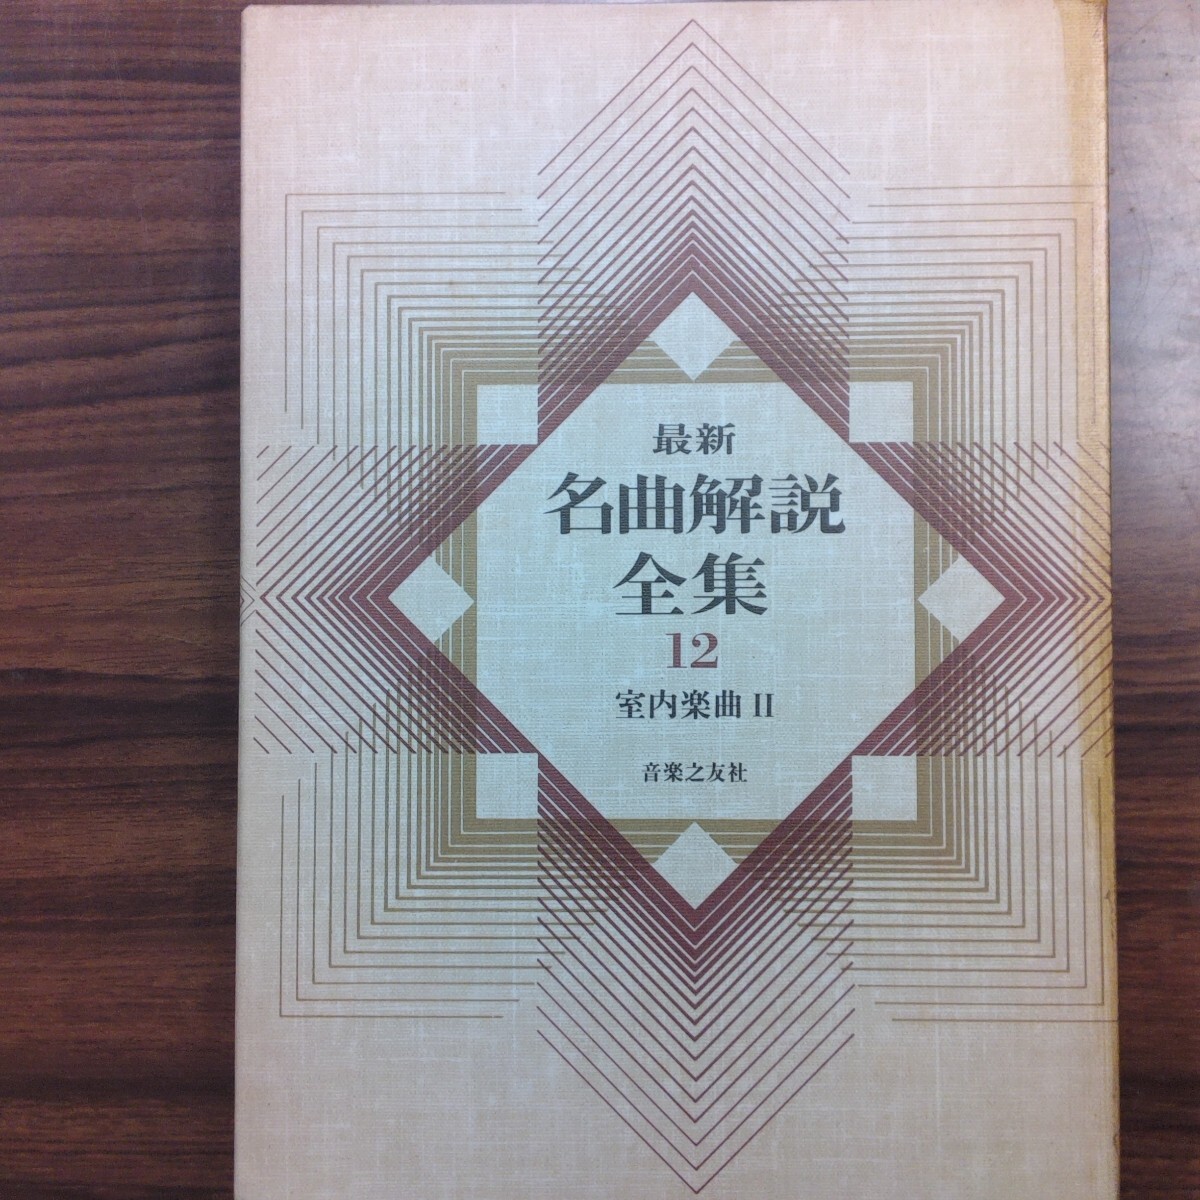 最新
名曲解説
全集
12
室内楽曲 II
音楽之友社